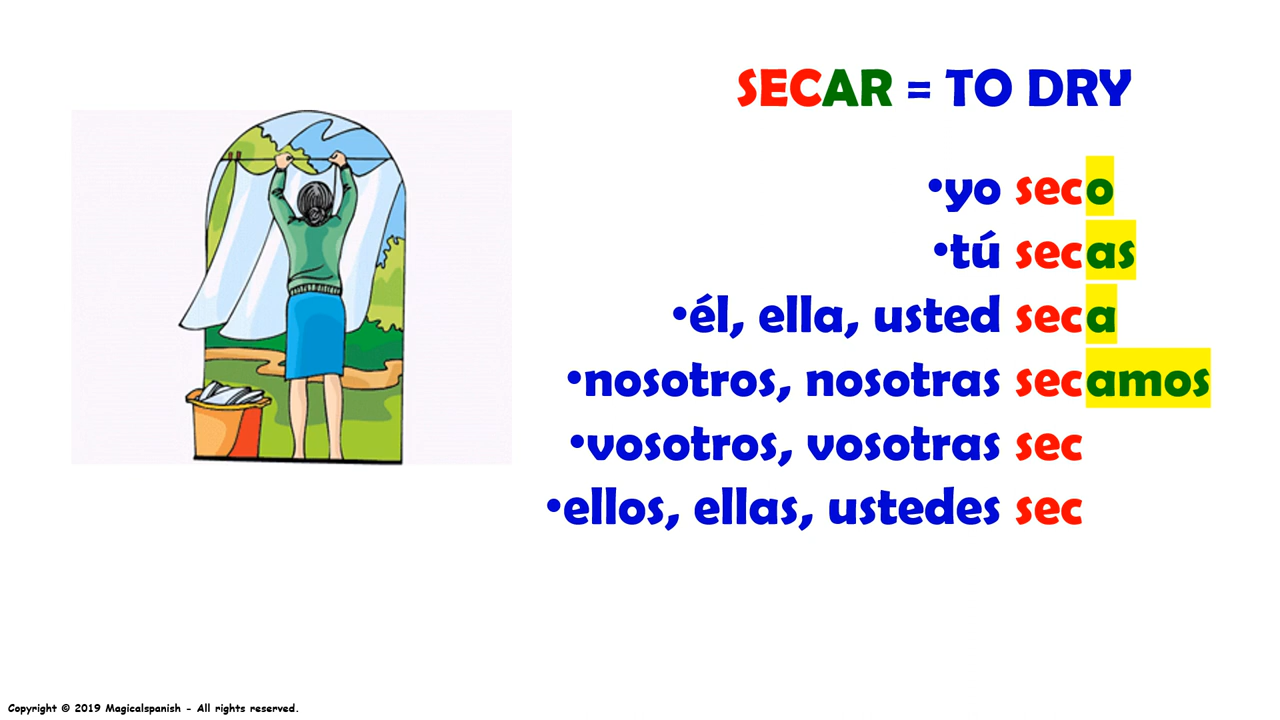 SECAR = TO DRY
•yo seco
•tú secas
•él, ella, usted seca
•nosotros, nosotras secamos
•vosotros, vosotras sec
•ellos, ellas, ustedes sec
Copyright © 2019 Magicalspanish - All rights reserved.